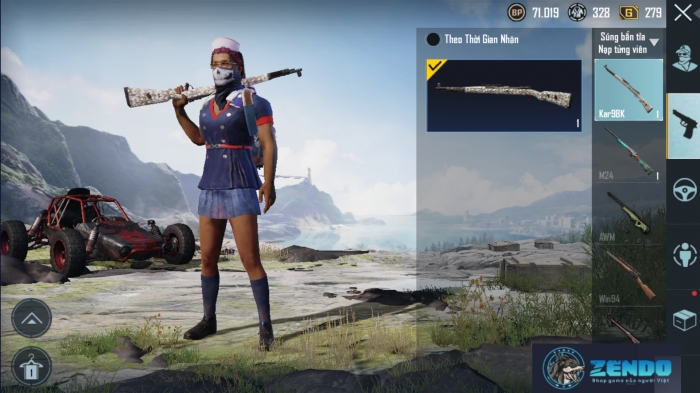 BP 71.019 328 G 279
Theo Thời Gian Nhận
Súng bắn tỉa
Nạp từng viên
1
Kar98K
1
M24
1
AWM
Win94
ZENDO
Shop game của người Việt